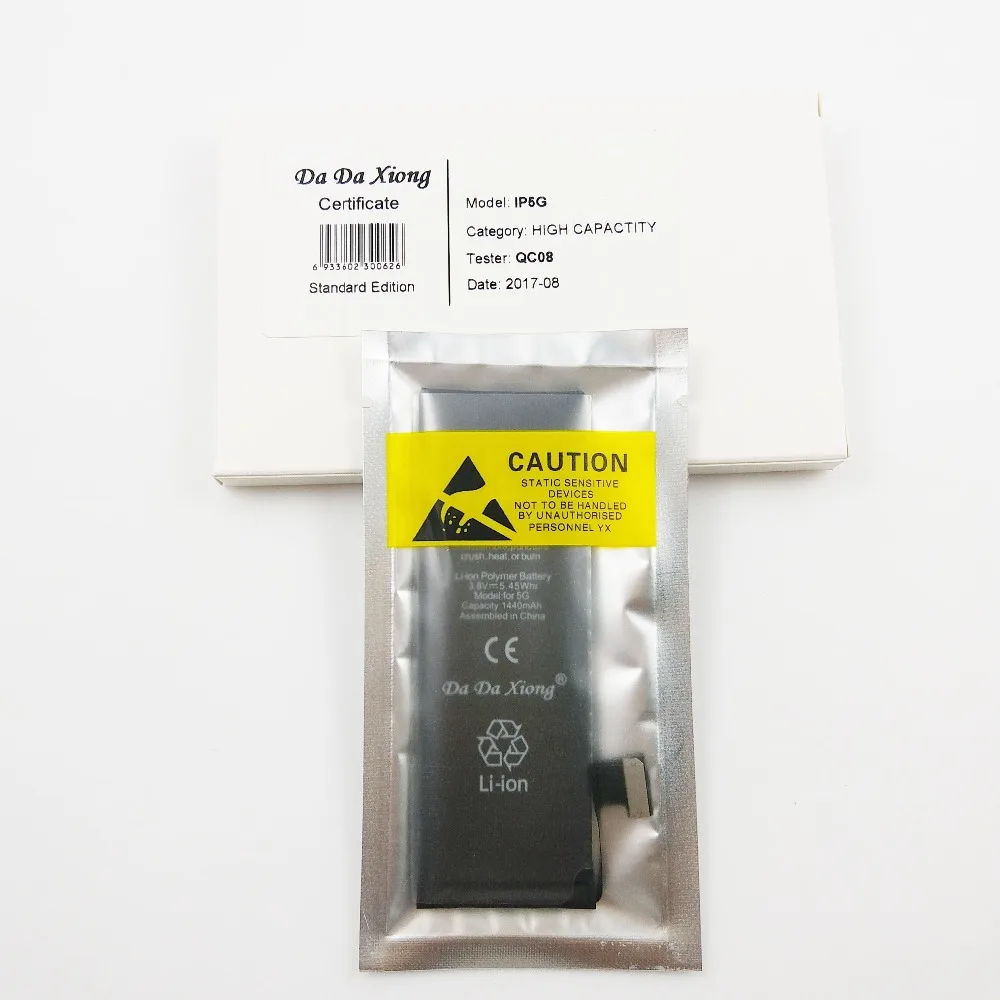 Da Da Xiong
Certificate
6 933602 300626
Standard Edition
Model: IP5G
Category: HIGH CAPACTITY
Tester: QC08
Date: 2017-08
CAUTION
STATIC SENSITIVE
DEVICES
NOT TO BE HANDLED
BY UNAUTHORISED
PERSONNEL YX
crush, heat, or burn
Li-ion Polymer Battery
3.8V⎓5.45Whr
Model:for 5G
Capacity 1440mAh
Assembled in China
CE
Da Da Xiong®
Li-ion